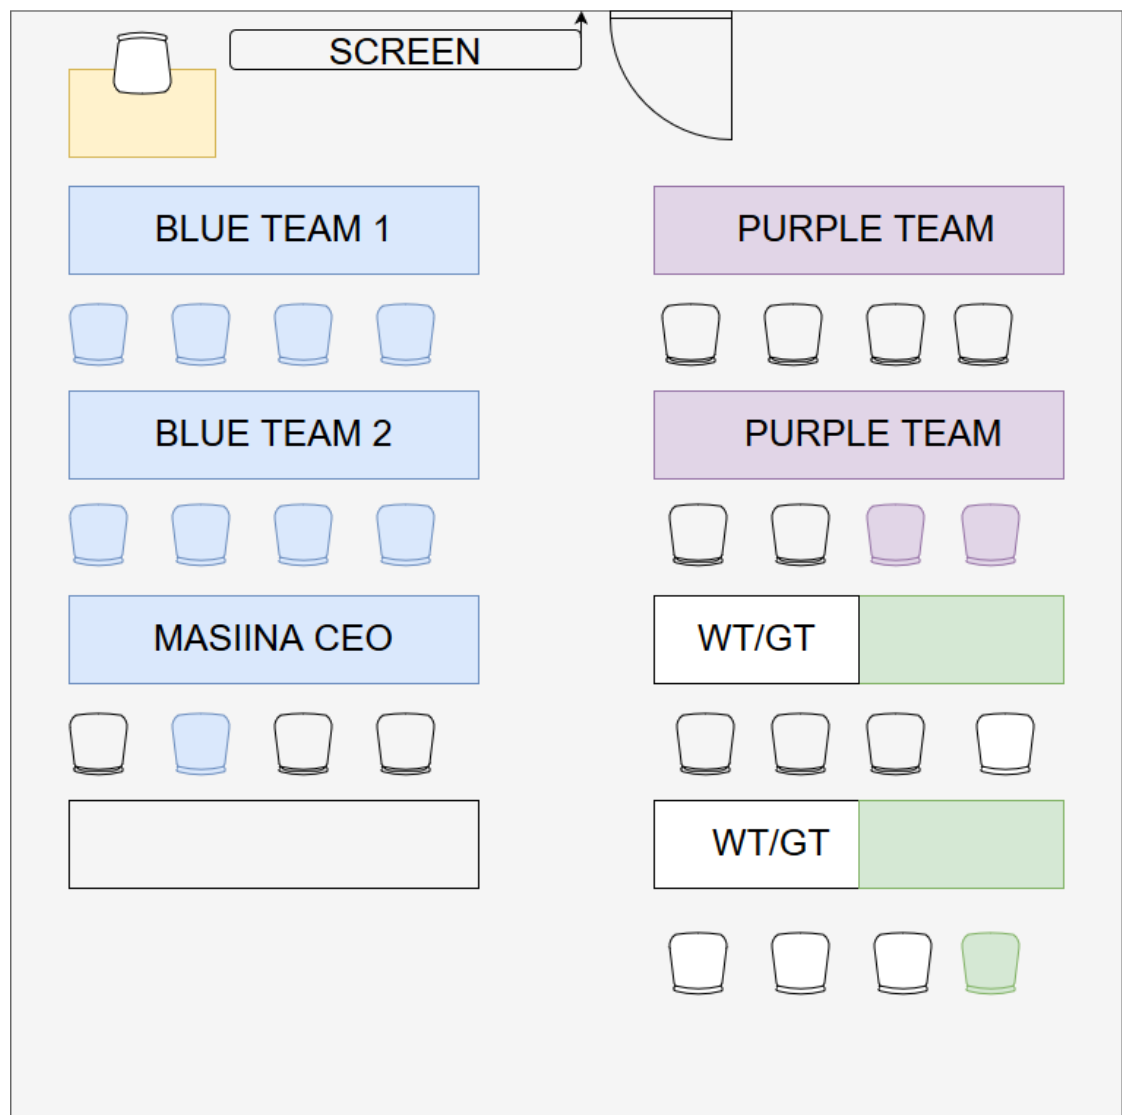 SCREEN
BLUE TEAM 1
PURPLE TEAM
BLUE TEAM 2
PURPLE TEAM
MASIINA CEO
WT/GT
WT/GT